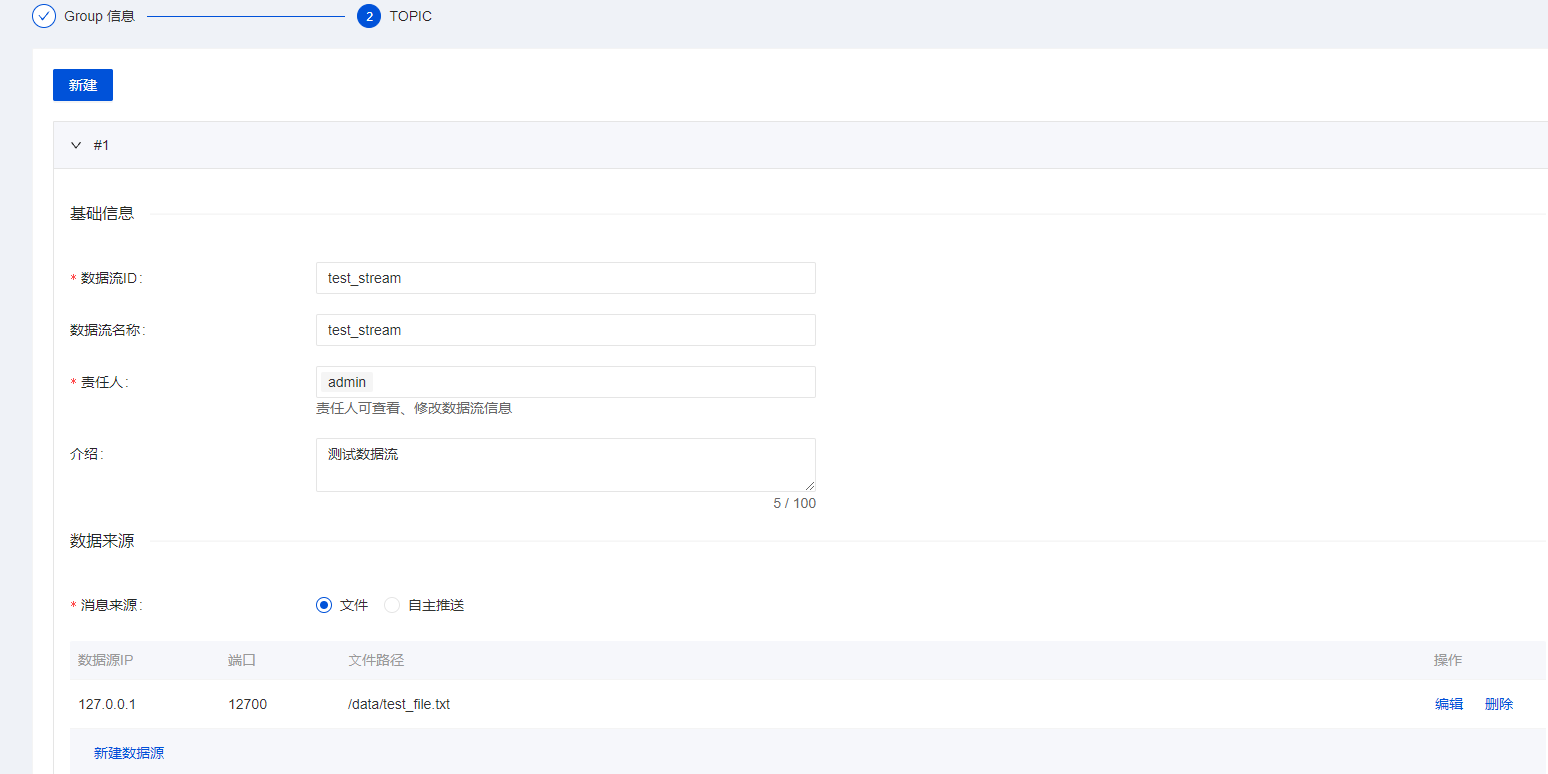 Group 信息 2 TOPIC
新建
#1
基础信息
* 数据流ID: test_stream
数据流名称: test_stream
* 责任人: admin
责任人可查看、修改数据流信息
介绍: 测试数据流
5 / 100
数据来源
* 消息来源: 文件 自主推送
数据源IP 端口 文件路径 操作
127.0.0.1 12700 /data/test_file.txt 编辑 删除
新建数据源